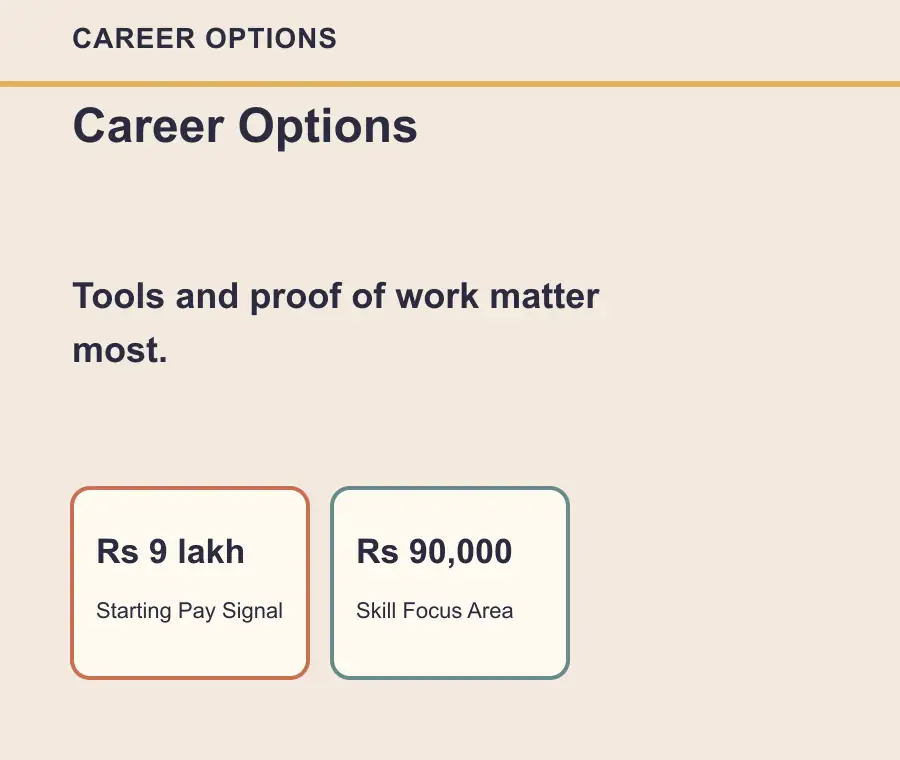 CAREER OPTIONS
Career Options
Tools and proof of work matter
most.
Rs 9 lakh
Starting Pay Signal
Rs 90,000
Skill Focus Area